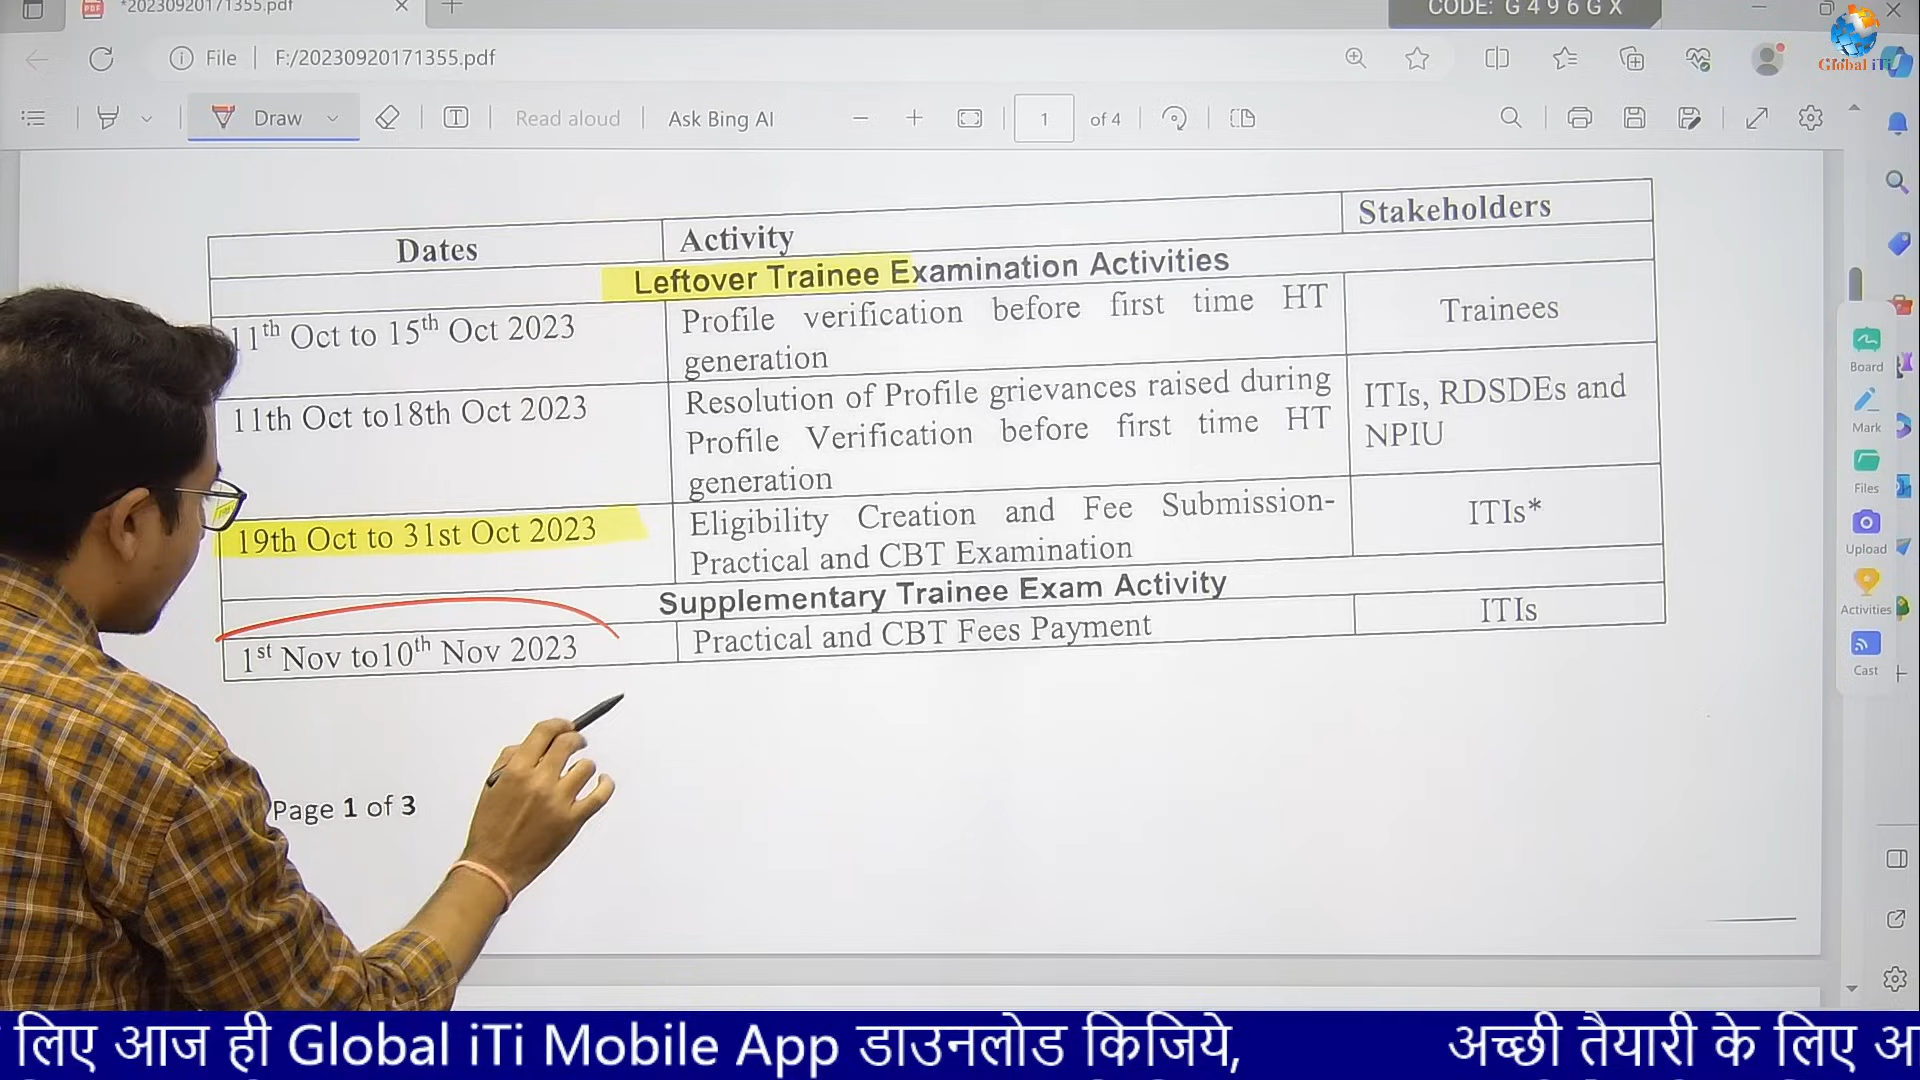 *20230920171355.pdf
CODE: G496GX
File
F:/20230920171355.pdf
Global iTi
Draw
Read aloud
Ask Bing AI
1
of 4
Dates
Activity
Stakeholders
Leftover Trainee Examination Activities
11th Oct to 15th Oct 2023
Profile verification before first time HT
generation
Trainees
11th Oct to18th Oct 2023
Resolution of Profile grievances raised during
Profile Verification before first time HT
generation
ITIs, RDSDEs and
NPIU
19th Oct to 31st Oct 2023
Eligibility Creation and Fee Submission-
Practical and CBT Examination
ITIs*
Supplementary Trainee Exam Activity
1st Nov to10th Nov 2023
Practical and CBT Fees Payment
ITIs
Page 1 of 3
Board
Mark
Files
Upload
Activities
Cast
लिए आज ही Global iTi Mobile App डाउनलोड किजिये,
अच्छी तैयारी के लिए आ